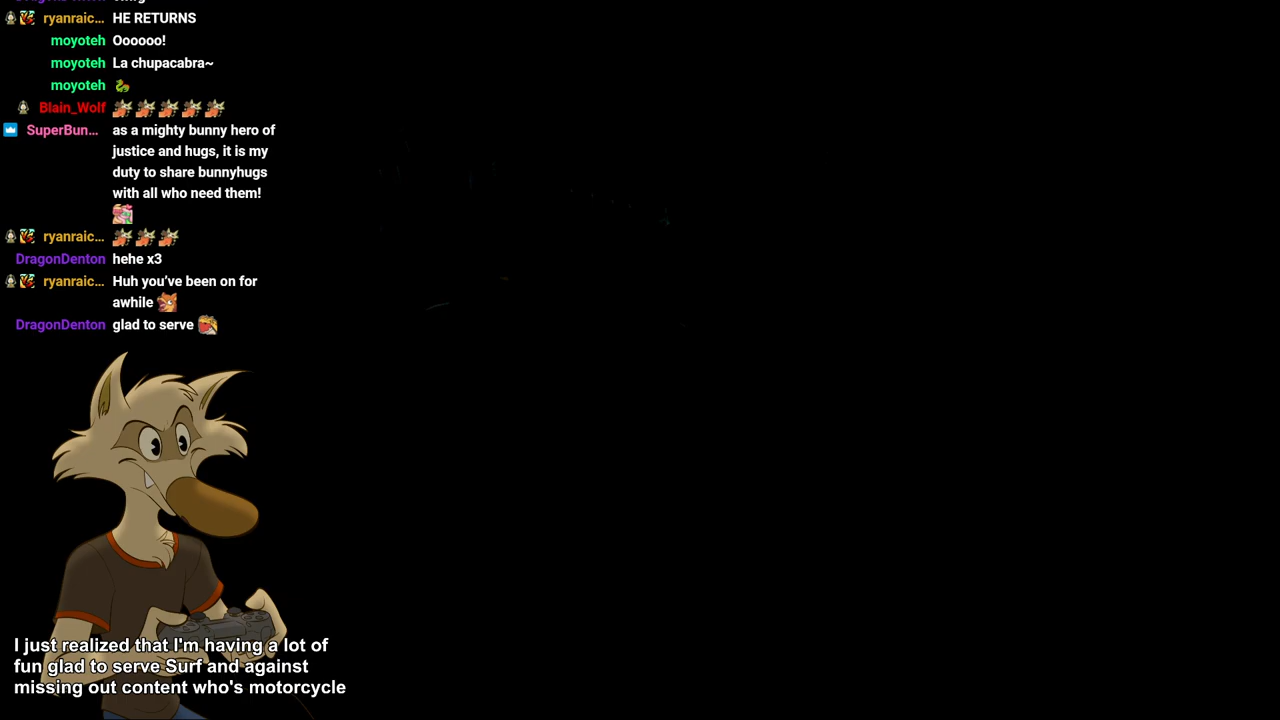 ryanraic... HE RETURNS
moyoteh Oooooo!
moyoteh La chupacabra~
moyoteh
Blain_Wolf
SuperBun... as a mighty bunny hero of
justice and hugs, it is my
duty to share bunnyhugs
with all who need them!
ryanraic...
DragonDenton hehe x3
ryanraic... Huh you've been on for
awhile
DragonDenton glad to serve
I just realized that I'm having a lot of
fun glad to serve Surf and against
missing out content who's motorcycle